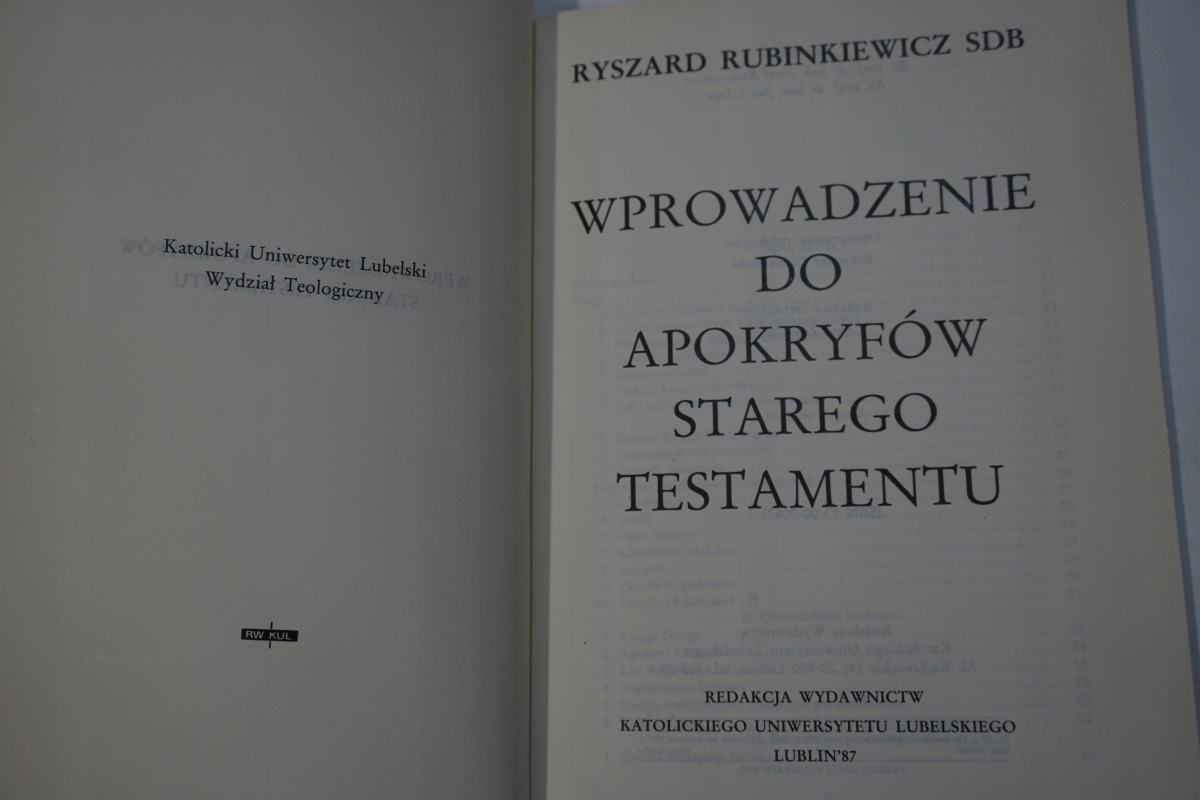 Katolicki Uniwersytet Lubelski
Wydział Teologiczny
RW KUL
RYSZARD RUBINKIEWICZ SDB
WPROWADZENIE
DO
APOKRYFÓW
STAREGO
TESTAMENTU
REDAKCJA WYDAWNICTW
KATOLICKIEGO UNIWERSYTETU LUBELSKIEGO
LUBLIN'87